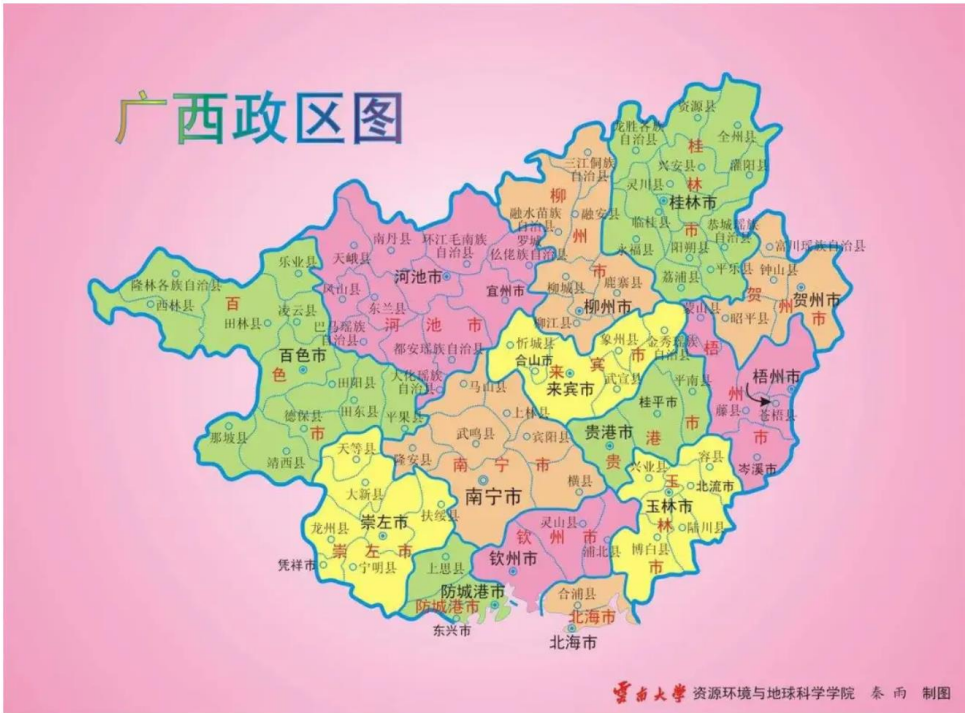 广西政区图
资源县
龙胜各族
自治县
全州县
桂
林
市
兴安县
灌阳县
灵川县
桂林市
临桂县
恭城瑶族
自治县
永福县
阳朔县
平乐县
荔浦县
三江侗族
自治县
柳
州
市
融水苗族
自治县
融安县
柳城县
鹿寨县
柳州市
柳江县
富川瑶族自治县
钟山县
贺
州
市
贺州市
昭平县
南丹县
环江毛南族
自治县
罗城
仫佬族自治县
天峨县
河池市
宜州市
凤山县
东兰县
河池市
巴马瑶族
自治县
都安瑶族自治县
大化瑶族
自治县
乐业县
隆林各族自治县
西林县
百
色
市
田林县
凌云县
百色市
田阳县
田东县
德保县
平果县
那坡县
靖西县
忻城县
合山市
来
宾
市
象州县
金秀瑶族
自治县
来宾市
武宣县
蒙山县
梧
州
市
梧州市
藤县
苍梧县
岑溪市
平南县
桂平市
贵港市
贵
港
市
马山县
上林县
武鸣县
宾阳县
隆安县
南宁市
横县
南宁市
天等县
大新县
扶绥县
龙州县
崇左市
崇左市
凭祥市
宁明县
容县
兴业县
玉
林
市
北流市
玉林市
陆川县
博白县
灵山县
钦州市
浦北县
钦州市
上思县
防城港市
防城港市
东兴市
合浦县
北海市
北海市
云南大学 资源环境与地球科学学院 秦雨 制图